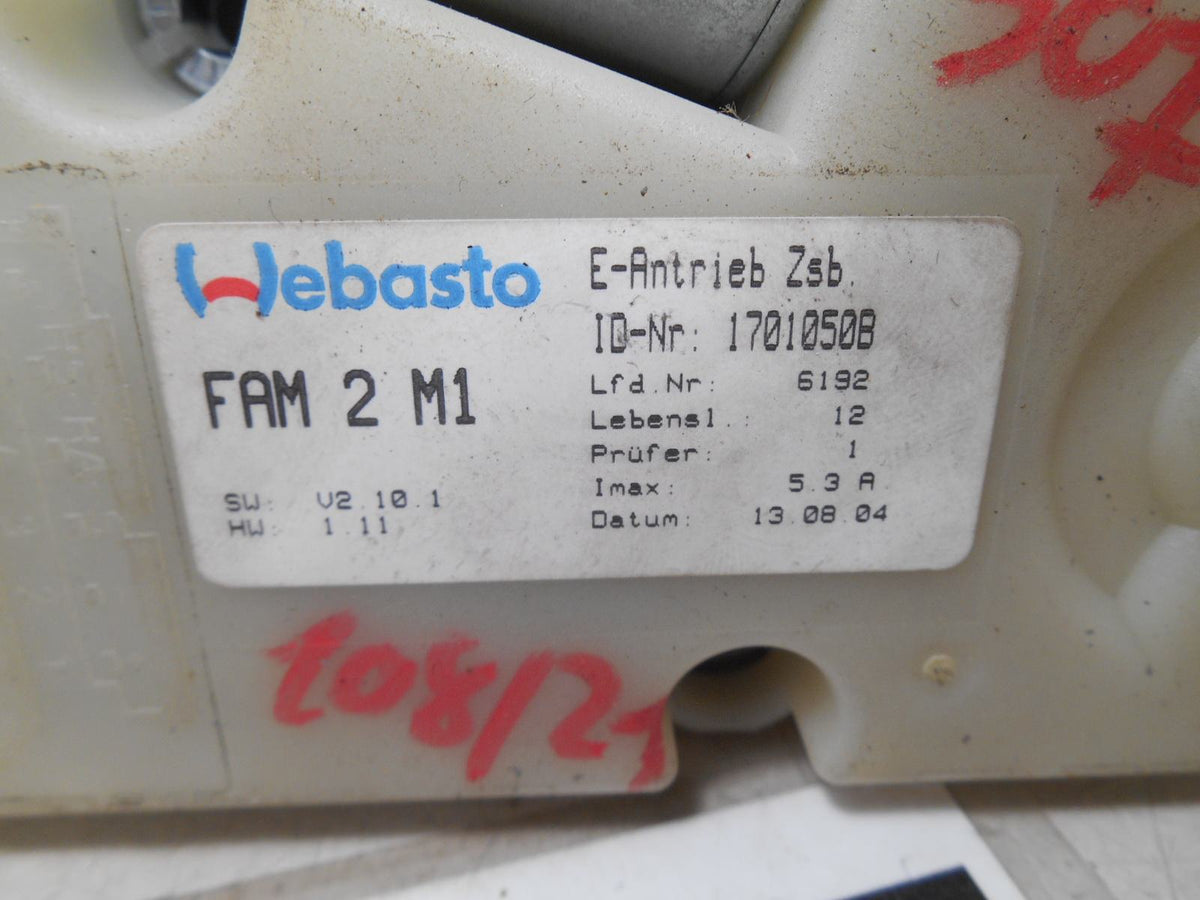 Webasto
FAM 2 M1
SW: V2.10.1
HW: 1.11
E-Antrieb Zsb.
ID-Nr: 1701050B
Lfd.Nr: 6192
Lebensl.: 12
Prüfer: 1
Imax: 5.3 A
Datum: 13.08.04
108/21